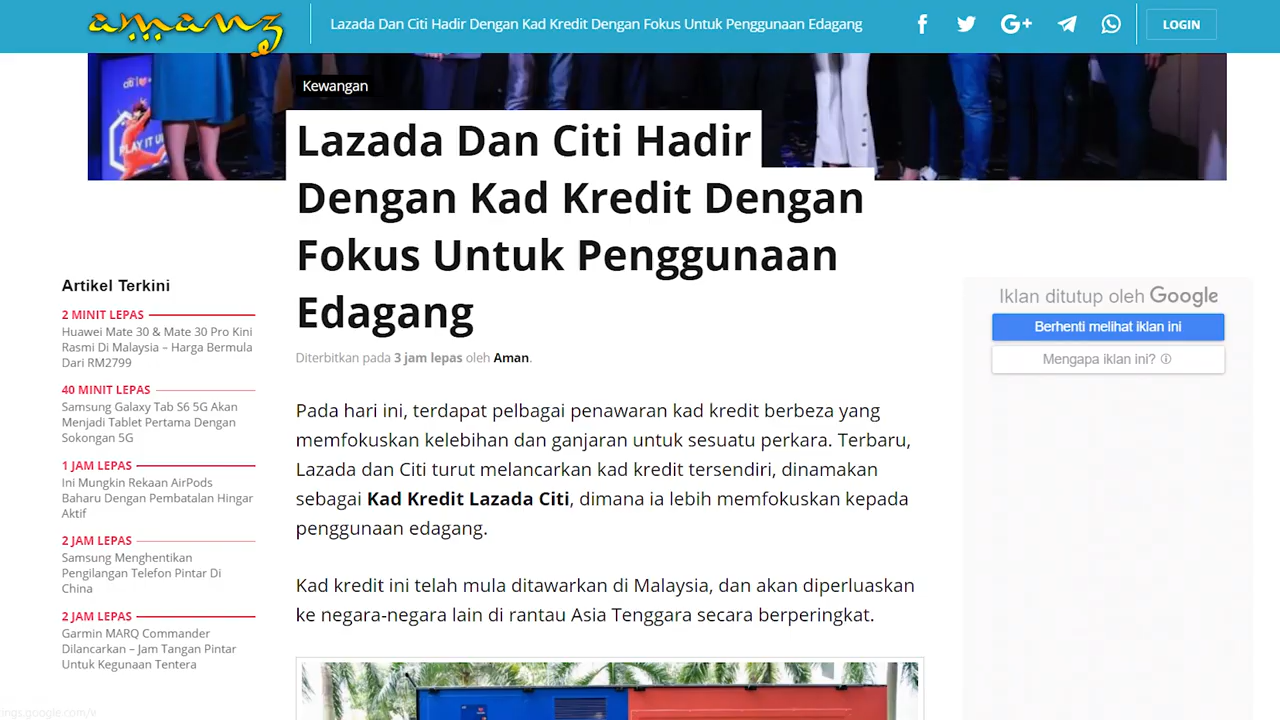 amanz
Lazada Dan Citi Hadir Dengan Kad Kredit Dengan Fokus Untuk Penggunaan Edagang
LOGIN
citi
PLAY IT
Kewangan
Lazada Dan Citi Hadir
Dengan Kad Kredit Dengan
Fokus Untuk Penggunaan
Edagang
Diterbitkan pada 3 jam lepas oleh Aman.
Artikel Terkini
2 MINIT LEPAS
Huawei Mate 30 & Mate 30 Pro Kini
Rasmi Di Malaysia – Harga Bermula
Dari RM2799
40 MINIT LEPAS
Samsung Galaxy Tab S6 5G Akan
Menjadi Tablet Pertama Dengan
Sokongan 5G
1 JAM LEPAS
Ini Mungkin Rekaan AirPods
Baharu Dengan Pembatalan Hingar
Aktif
2 JAM LEPAS
Samsung Menghentikan
Pengilangan Telefon Pintar Di
China
2 JAM LEPAS
Garmin MARQ Commander
Dilancarkan – Jam Tangan Pintar
Untuk Kegunaan Tentera
Pada hari ini, terdapat pelbagai penawaran kad kredit berbeza yang
memfokuskan kelebihan dan ganjaran untuk sesuatu perkara. Terbaru,
Lazada dan Citi turut melancarkan kad kredit tersendiri, dinamakan
sebagai Kad Kredit Lazada Citi, dimana ia lebih memfokuskan kepada
penggunaan edagang.
Kad kredit ini telah mula ditawarkan di Malaysia, dan akan diperluaskan
ke negara-negara lain di rantau Asia Tenggara secara berperingkat.
Iklan ditutup oleh Google
Berhenti melihat iklan ini
Mengapa iklan ini?